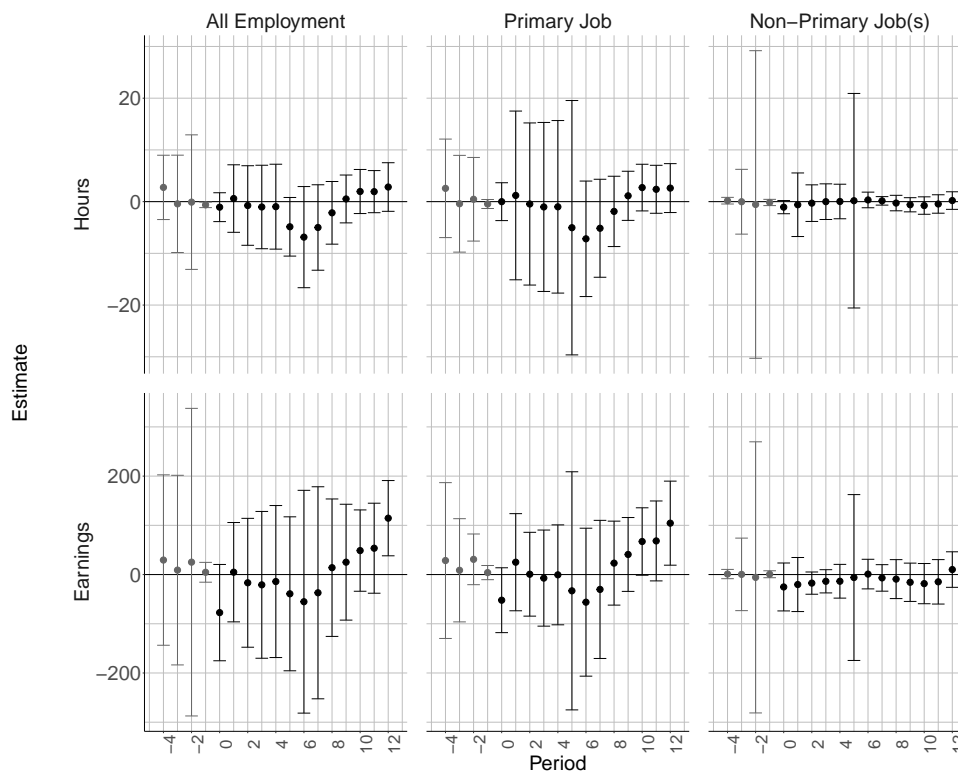 All Employment
Primary Job
Non−Primary Job(s)
Estimate
Hours
20
0
−20
Earnings
200
0
−200
−4 −2 0 2 4 6 8 10 12
−4 −2 0 2 4 6 8 10 12
−4 −2 0 2 4 6 8 10 12
Period